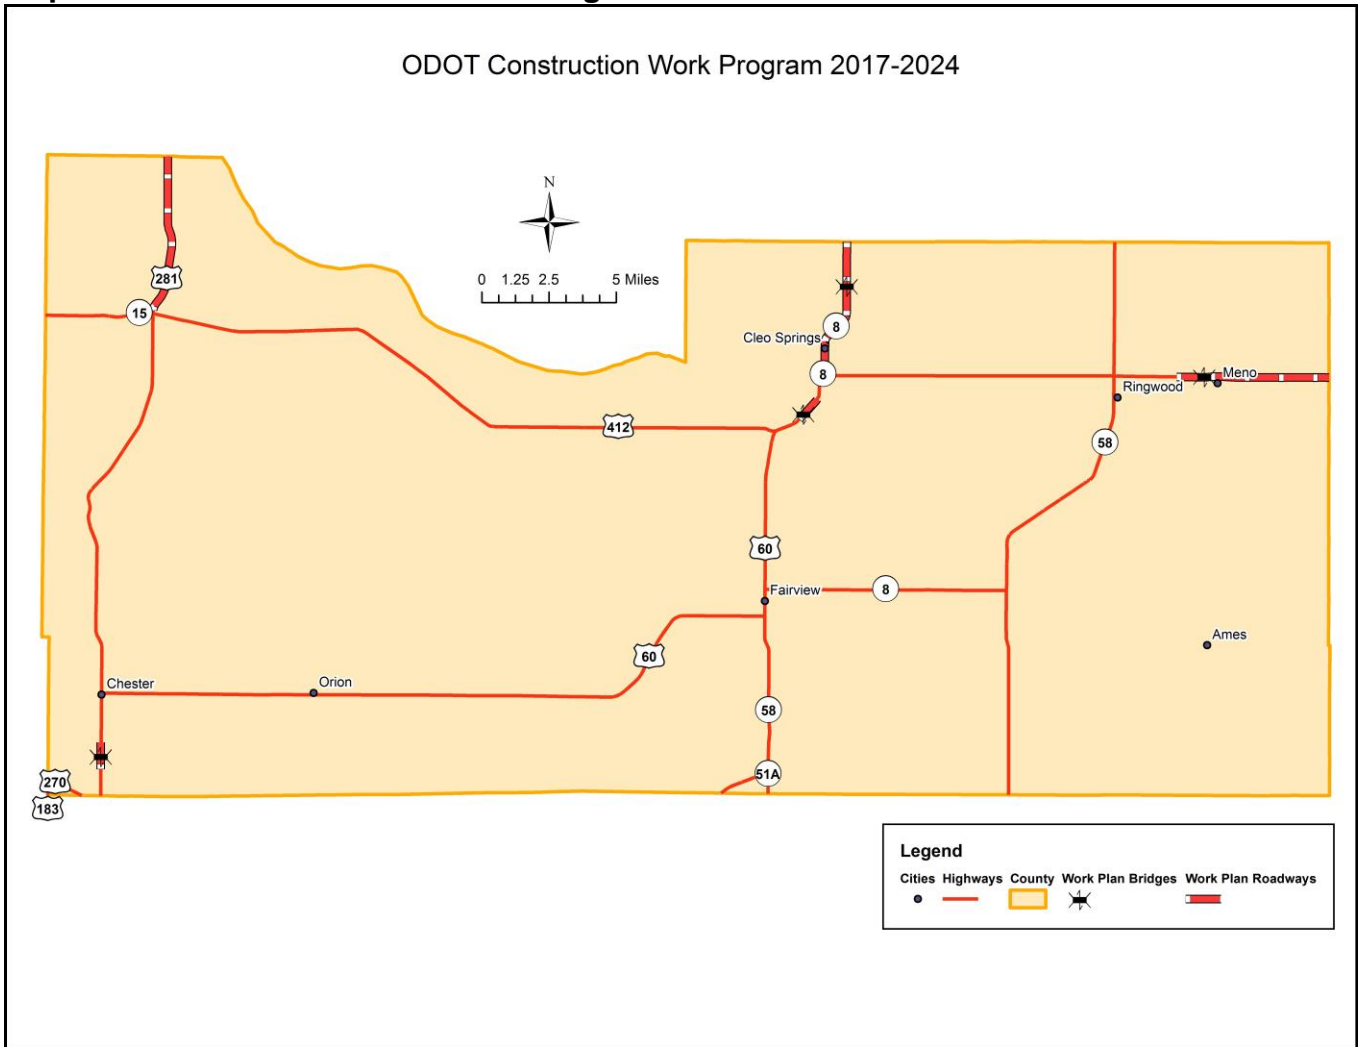 ODOT Construction Work Program 2017-2024
N
0 1.25 2.5 5 Miles
281
15
8
Cleo Springs
8
Meno
Ringwood
412
58
60
Fairview
8
Ames
60
Chester
Orion
58
51A
270
183
Legend
Cities Highways County Work Plan Bridges Work Plan Roadways